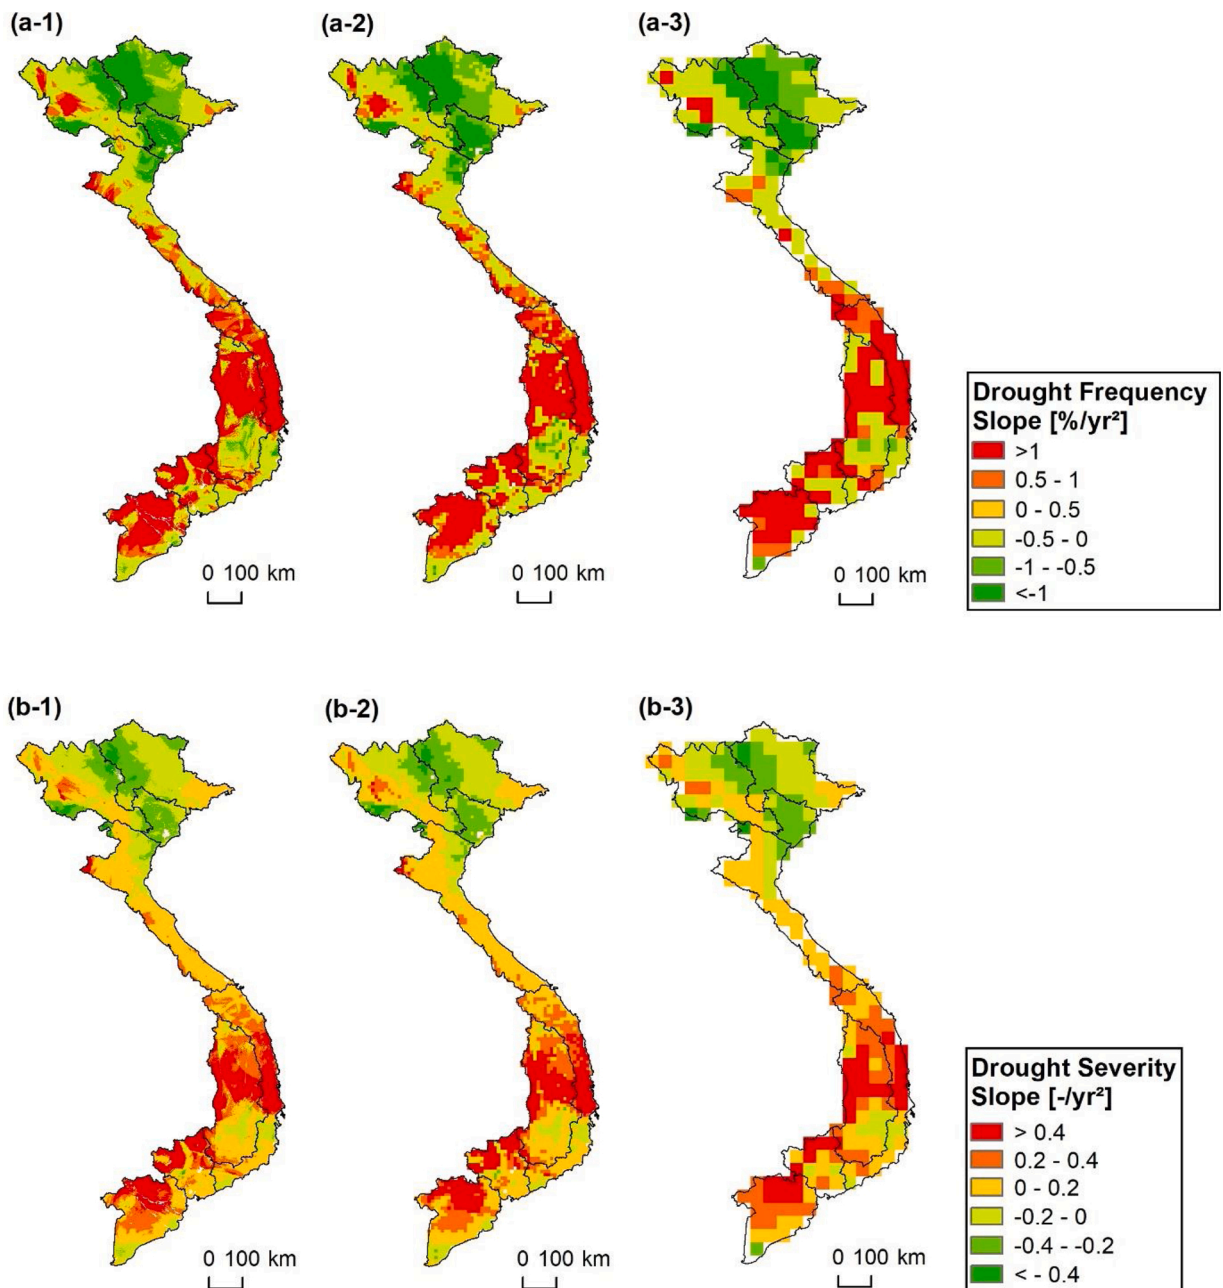 (a-1)
(a-2)
(a-3)
Drought Frequency
Slope [%/yr²]
>1
0.5 - 1
0 - 0.5
-0.5 - 0
-1 - -0.5
<-1
0 100 km
0 100 km
0 100 km
(b-1)
(b-2)
(b-3)
Drought Severity
Slope [-/yr²]
> 0.4
0.2 - 0.4
0 - 0.2
-0.2 - 0
-0.4 - -0.2
< - 0.4
0 100 km
0 100 km
0 100 km